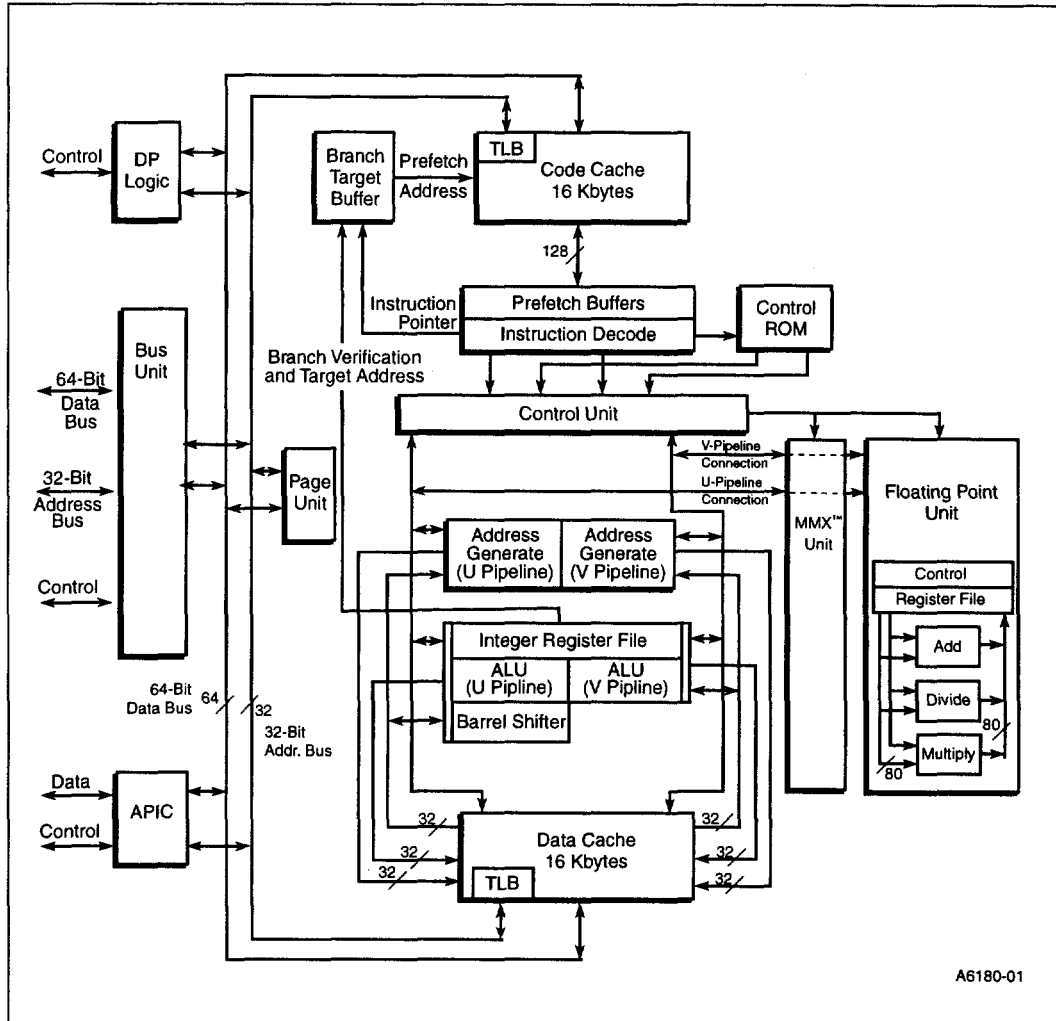 DP
Logic
Control
Branch
Target
Buffer
Prefetch
Address
TLB
Code Cache
16 Kbytes
128
Instruction
Pointer
Prefetch Buffers
Instruction Decode
Control
ROM
Branch Verification
and Target Address
Control Unit
Bus
Unit
64-Bit
Data
Bus
32-Bit
Address
Bus
Control
Page
Unit
V-Pipeline
Connection
U-Pipeline
Connection
MMX™
Unit
Floating Point
Unit
Control
Register File
Add
Divide
Multiply
80
80
Address
Generate
(U Pipeline)
Address
Generate
(V Pipeline)
Integer Register File
ALU
(U Pipline)
ALU
(V Pipline)
Barrel Shifter
64-Bit
Data Bus
64
32
32-Bit
Addr. Bus
Data
Control
APIC
32
32
32
Data Cache
16 Kbytes
TLB
32
32
32
A6180-01